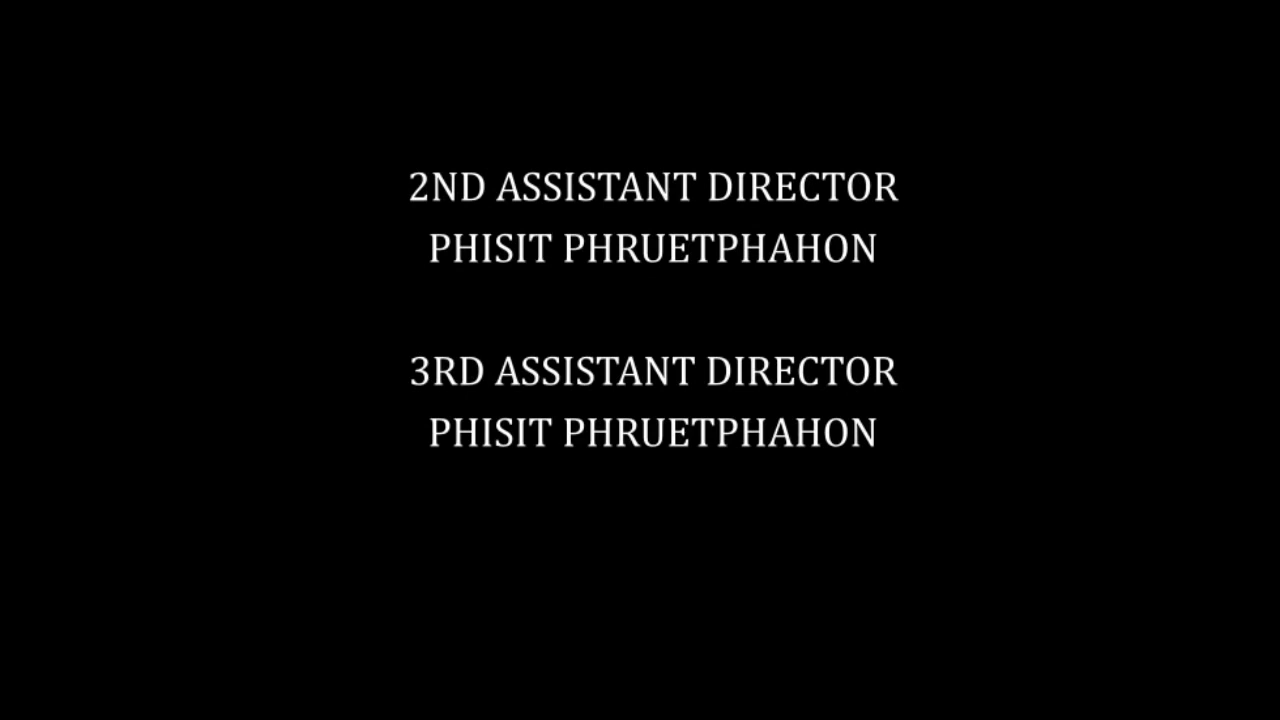 2ND ASSISTANT DIRECTOR
PHISIT PHRUETPHAHON
3RD ASSISTANT DIRECTOR
PHISIT PHRUETPHAHON